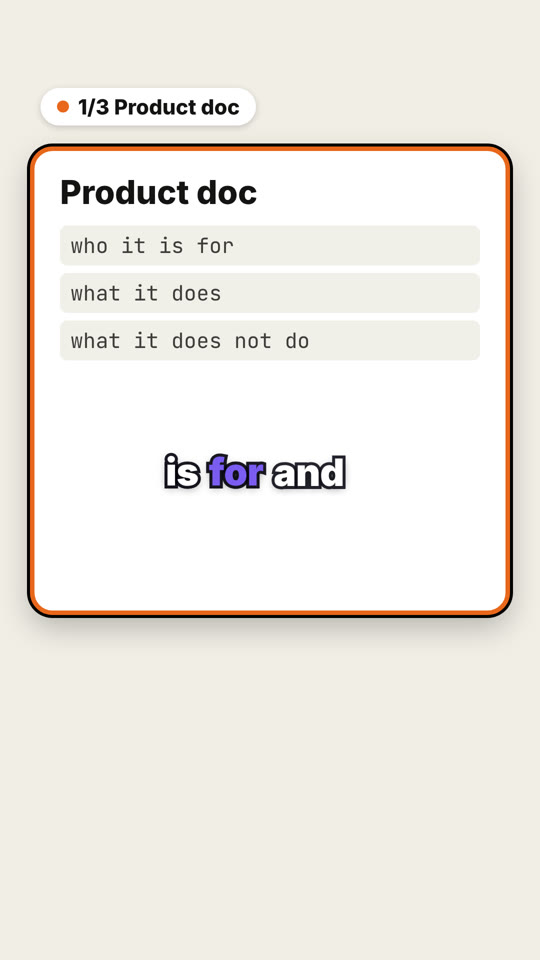 1/3 Product doc
Product doc
who it is for
what it does
what it does not do
is for and